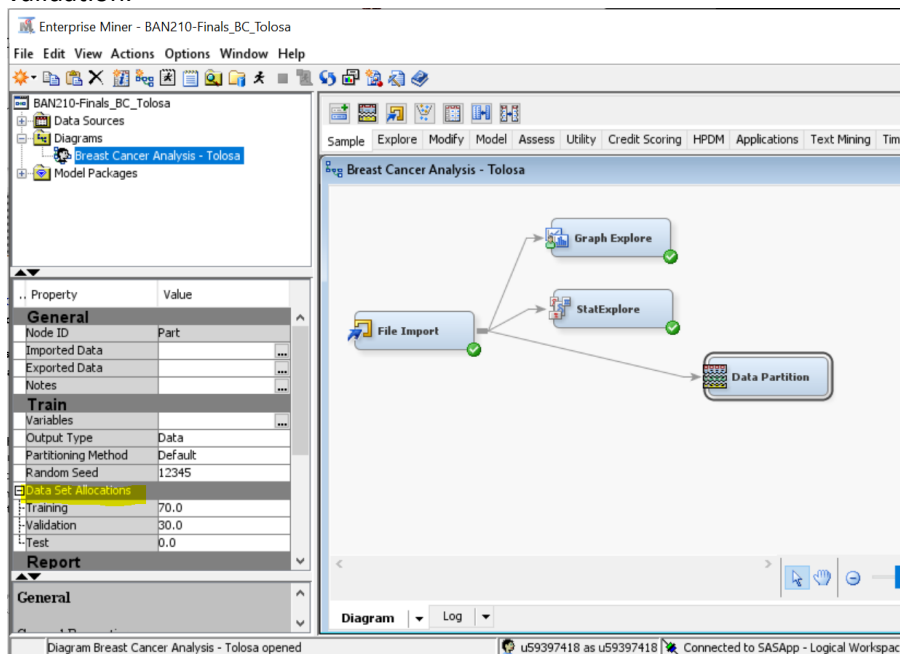 validation.
Enterprise Miner - BAN210-Finals_BC_Tolosa
File Edit View Actions Options Window Help
BAN210-Finals_BC_Tolosa
Data Sources
Diagrams
Breast Cancer Analysis - Tolosa
Model Packages
Sample Explore Modify Model Assess Utility Credit Scoring HPDM Applications Text Mining Tim
Breast Cancer Analysis - Tolosa
Graph Explore
StatExplore
File Import
Data Partition
.. Property Value
General
Node ID Part
Imported Data ...
Exported Data ...
Notes ...
Train
Variables ...
Output Type Data
Partitioning Method Default
Random Seed 12345
Data Set Allocations
Training 70.0
Validation 30.0
Test 0.0
Report
General
Diagram Log
Diagram Breast Cancer Analysis - Tolosa opened
u59397418 as u59397418 Connected to SASApp - Logical Workspac